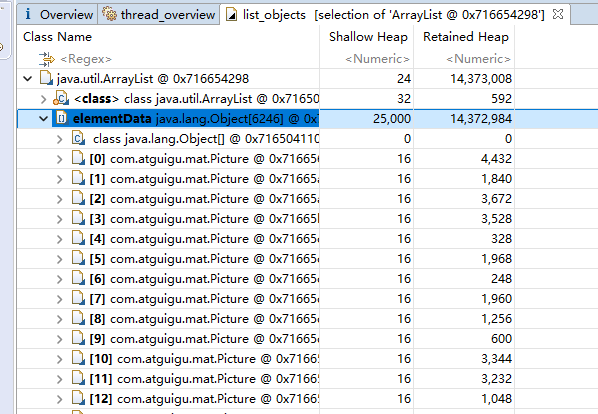 Overview thread_overview list_objects [selection of 'ArrayList @ 0x716654298']
Class Name Shallow Heap Retained Heap
<Regex> <Numeric> <Numeric>
java.util.ArrayList @ 0x716654298 24 14,373,008
<class> class java.util.ArrayList @ 0x71650 32 592
elementData java.lang.Object[6246] @ 0x7 25,000 14,372,984
class java.lang.Object[] @ 0x716504110 0 0
[0] com.atguigu.mat.Picture @ 0x71665 16 4,432
[1] com.atguigu.mat.Picture @ 0x71665 16 1,840
[2] com.atguigu.mat.Picture @ 0x71665 16 3,672
[3] com.atguigu.mat.Picture @ 0x71665 16 3,528
[4] com.atguigu.mat.Picture @ 0x71665 16 328
[5] com.atguigu.mat.Picture @ 0x71665 16 1,968
[6] com.atguigu.mat.Picture @ 0x71665 16 248
[7] com.atguigu.mat.Picture @ 0x71665 16 1,960
[8] com.atguigu.mat.Picture @ 0x71665 16 1,256
[9] com.atguigu.mat.Picture @ 0x71665 16 600
[10] com.atguigu.mat.Picture @ 0x7166 16 3,344
[11] com.atguigu.mat.Picture @ 0x7166 16 3,232
[12] com.atguigu.mat.Picture @ 0x7166 16 1,048